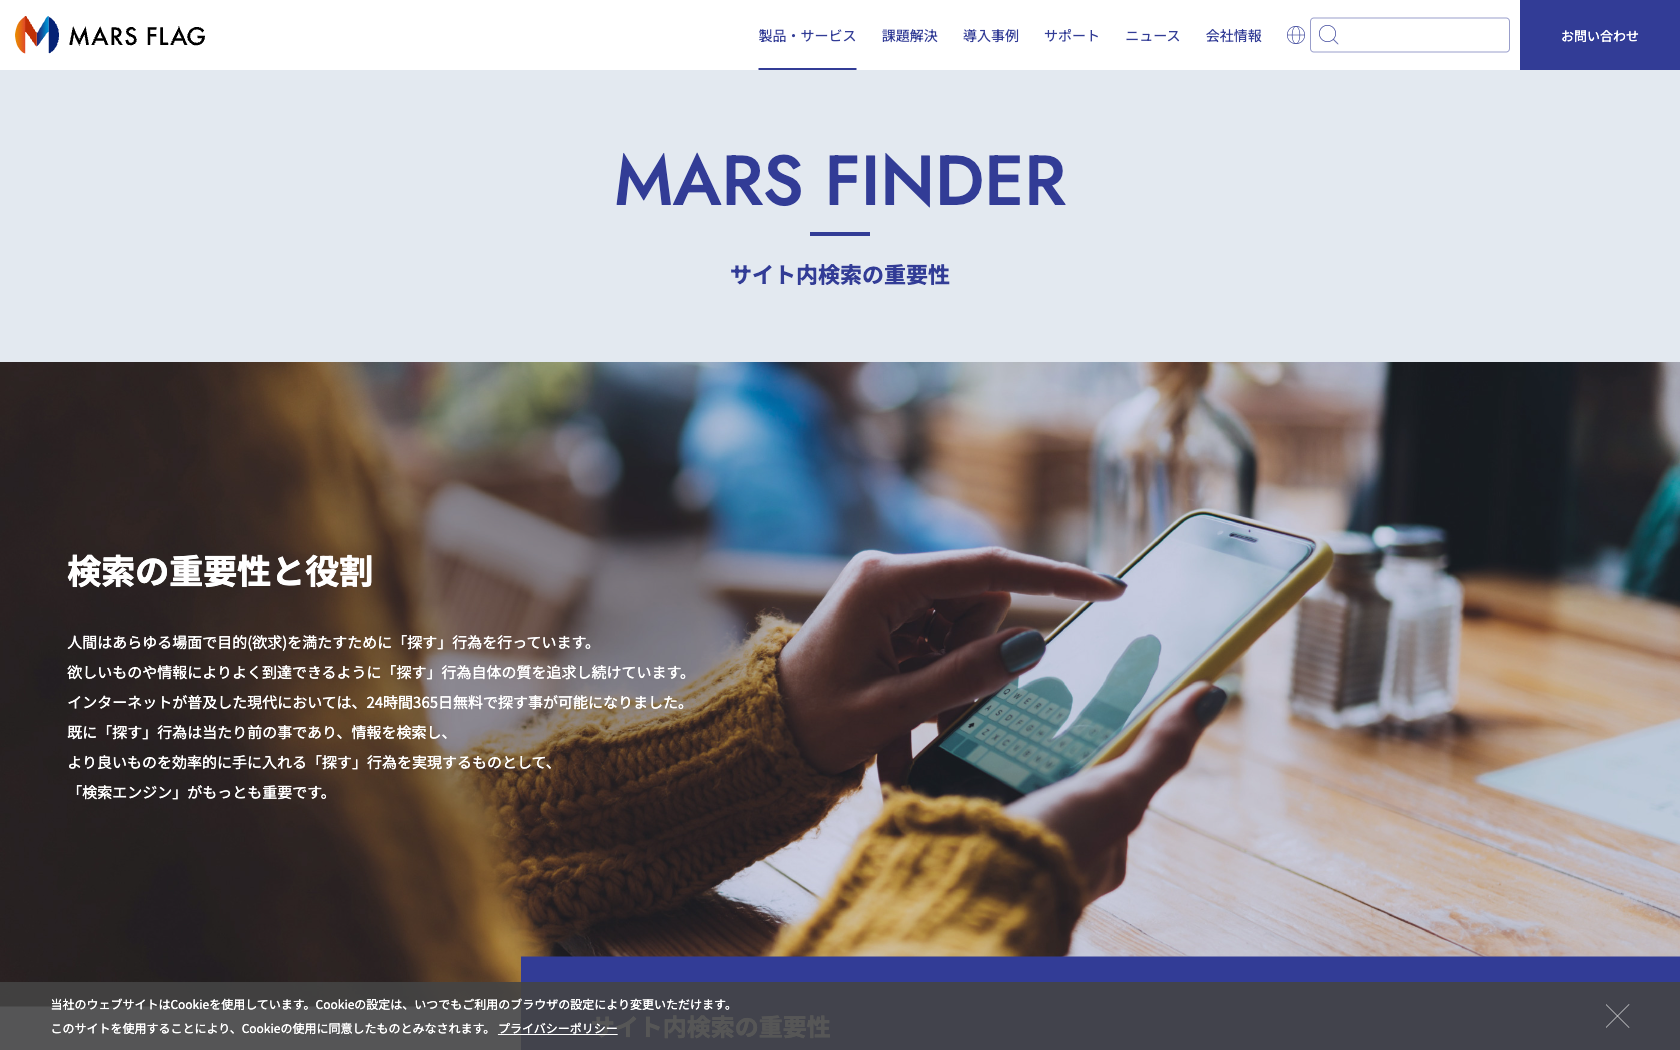 MARS FLAG
製品・サービス 課題解決 導入事例 サポート ニュース 会社情報
お問い合わせ
MARS FINDER
サイト内検索の重要性
検索の重要性と役割
人間はあらゆる場面で目的(欲求)を満たすために「探す」行為を行っています。
欲しいものや情報によりよく到達できるように「探す」行為自体の質を追求し続けています。
インターネットが普及した現代においては、24時間365日無料で探す事が可能になりました。
既に「探す」行為は当たり前の事であり、情報を検索し、
より良いものを効率的に手に入れる「探す」行為を実現するものとして、
「検索エンジン」がもっとも重要です。
サイト内検索の重要性
当社のウェブサイトはCookieを使用しています。Cookieの設定は、いつでもご利用のブラウザの設定により変更いただけます。
このサイトを使用することにより、Cookieの使用に同意したものとみなされます。 プライバシーポリシー